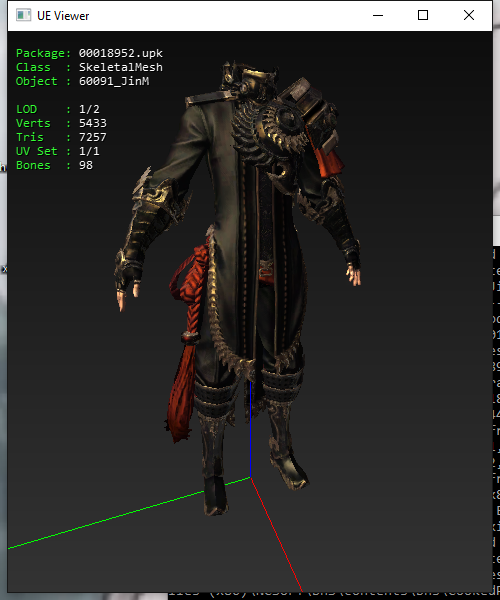 UE Viewer
Package: 00018952.upk
Class : SkeletalMesh
Object : 60091_JinM
LOD : 1/2
Verts : 5433
Tris : 7257
UV Set : 1/1
Bones : 98